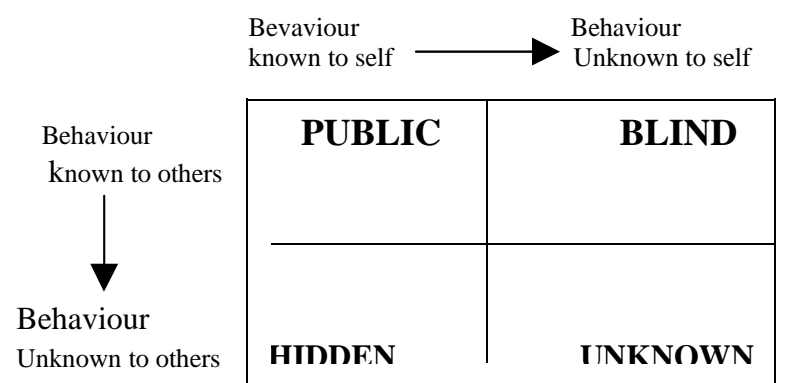 Bevaviour
known to self
Behaviour
Unknown to self
PUBLIC
BLIND
Behaviour
known to others
Behaviour
Unknown to others
HIDDEN
UNKNOWN